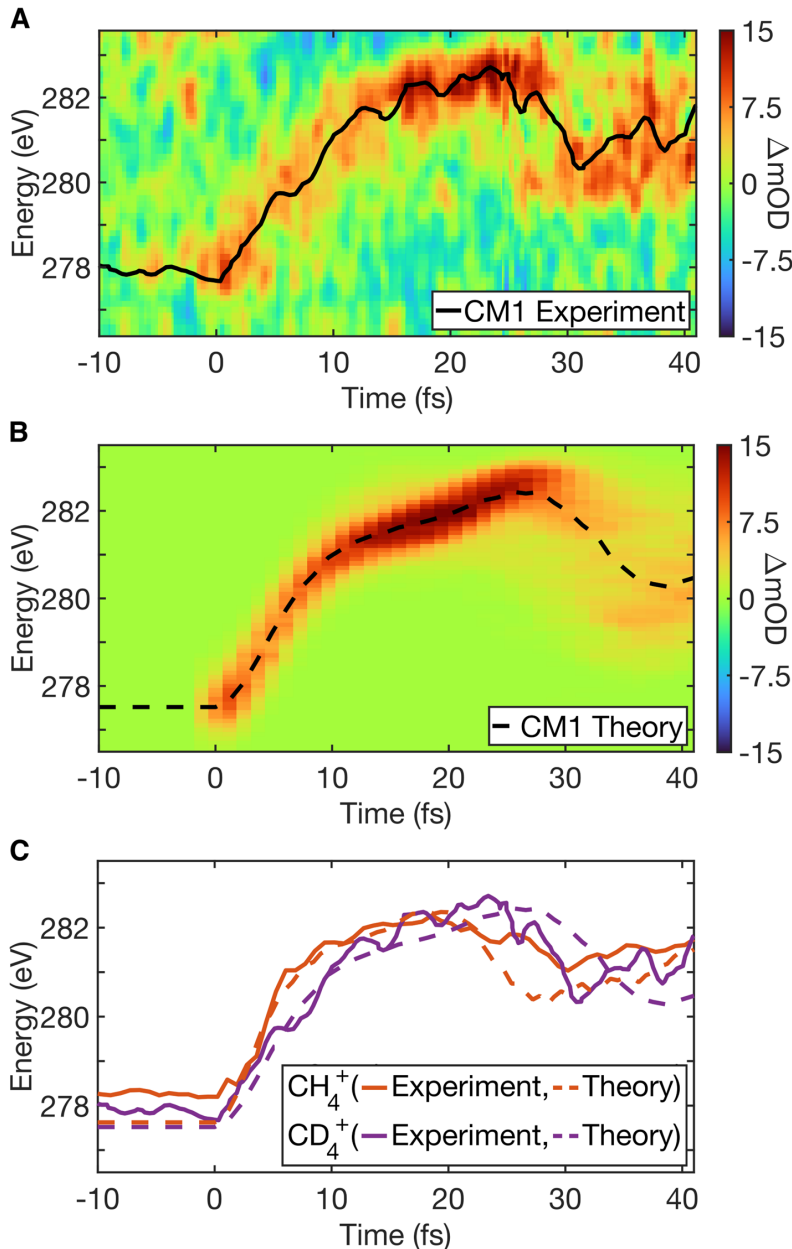 A
Energy (eV)
282
280
278
-10
0
10
20
30
40
Time (fs)
CM1 Experiment
15
7.5
0
-7.5
-15
ΔmOD
B
Energy (eV)
282
280
278
-10
0
10
20
30
40
Time (fs)
CM1 Theory
15
7.5
0
-7.5
-15
ΔmOD
C
Energy (eV)
282
280
278
-10
0
10
20
30
40
Time (fs)
CH₄⁺( Experiment, Theory)
CD₄⁺( Experiment, Theory)